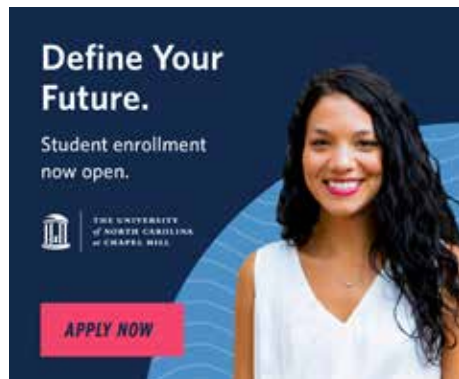 Define Your
Future.
Student enrollment
now open.
THE UNIVERSITY
of NORTH CAROLINA
at CHAPEL HILL
APPLY NOW